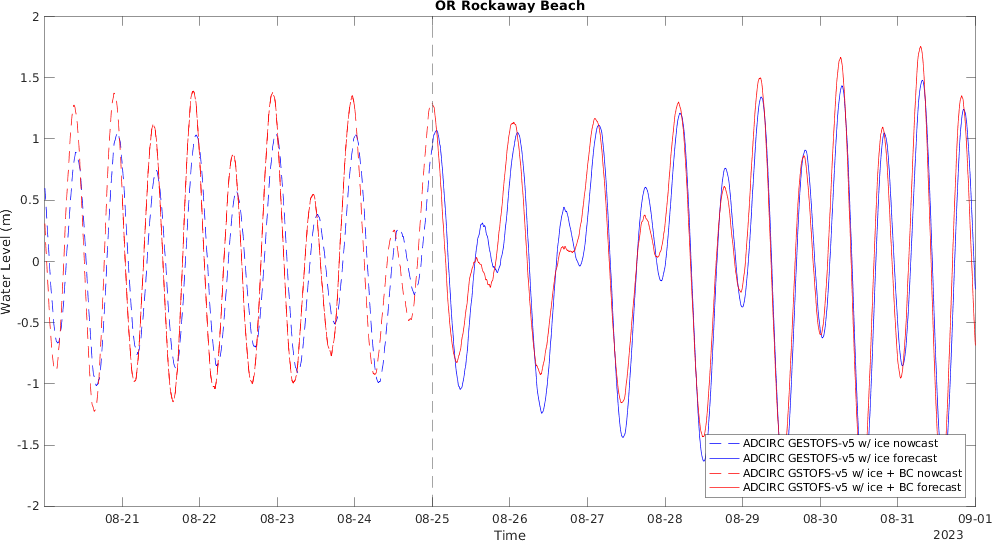 OR Rockaway Beach
2
1.5
1
0.5
0
-0.5
-1
-1.5
-2
Water Level (m)
ADCIRC GESTOFS-v5 w/ ice nowcast
ADCIRC GESTOFS-v5 w/ ice forecast
ADCIRC GSTOFS-v5 w/ ice + BC nowcast
ADCIRC GSTOFS-v5 w/ ice + BC forecast
08-21 08-22 08-23 08-24 08-25 08-26 08-27 08-28 08-29 08-30 08-31 09-01
Time
2023